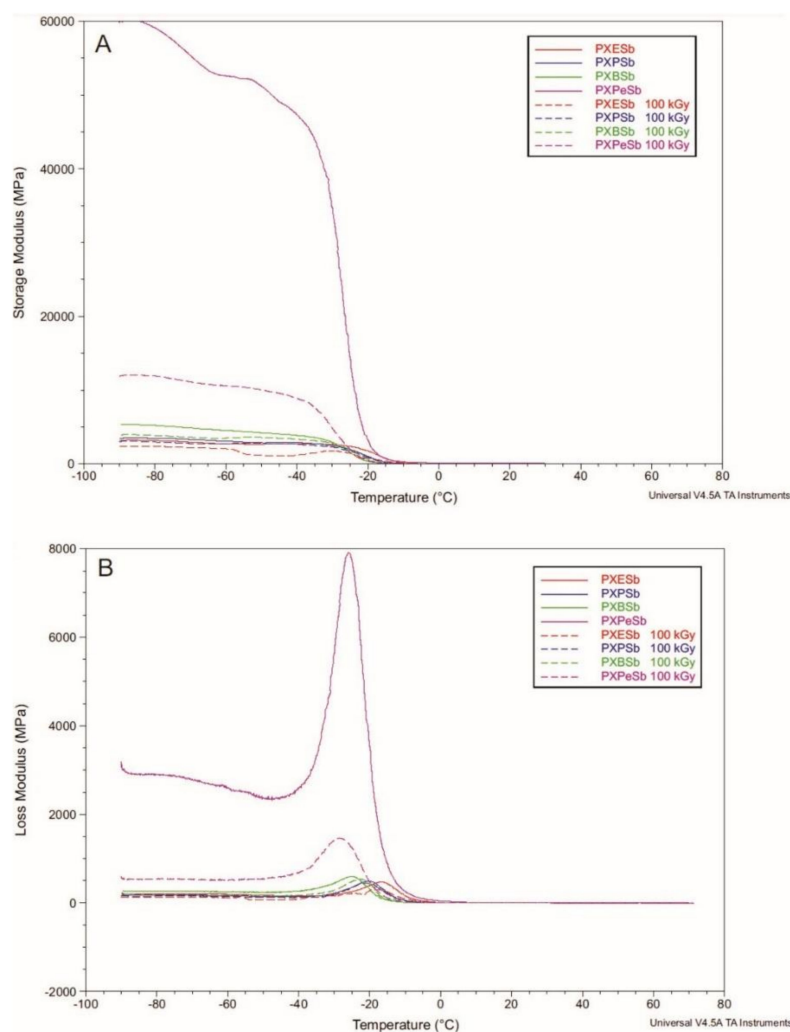 A
60000
40000
20000
0
Storage Modulus (MPa)
PXESb
PXPSb
PXBSb
PXPeSb
PXESb 100 kGy
PXPSb 100 kGy
PXBSb 100 kGy
PXPeSb 100 kGy
-100 -80 -60 -40 -20 0 20 40 60 80
Temperature (°C)
Universal V4.5A TA Instruments
B
8000
6000
4000
2000
0
-2000
Loss Modulus (MPa)
PXESb
PXPSb
PXBSb
PXPeSb
PXESb 100 kGy
PXPSb 100 kGy
PXBSb 100 kGy
PXPeSb 100 kGy
-100 -80 -60 -40 -20 0 20 40 60 80
Temperature (°C)
Universal V4.5A TA Instruments